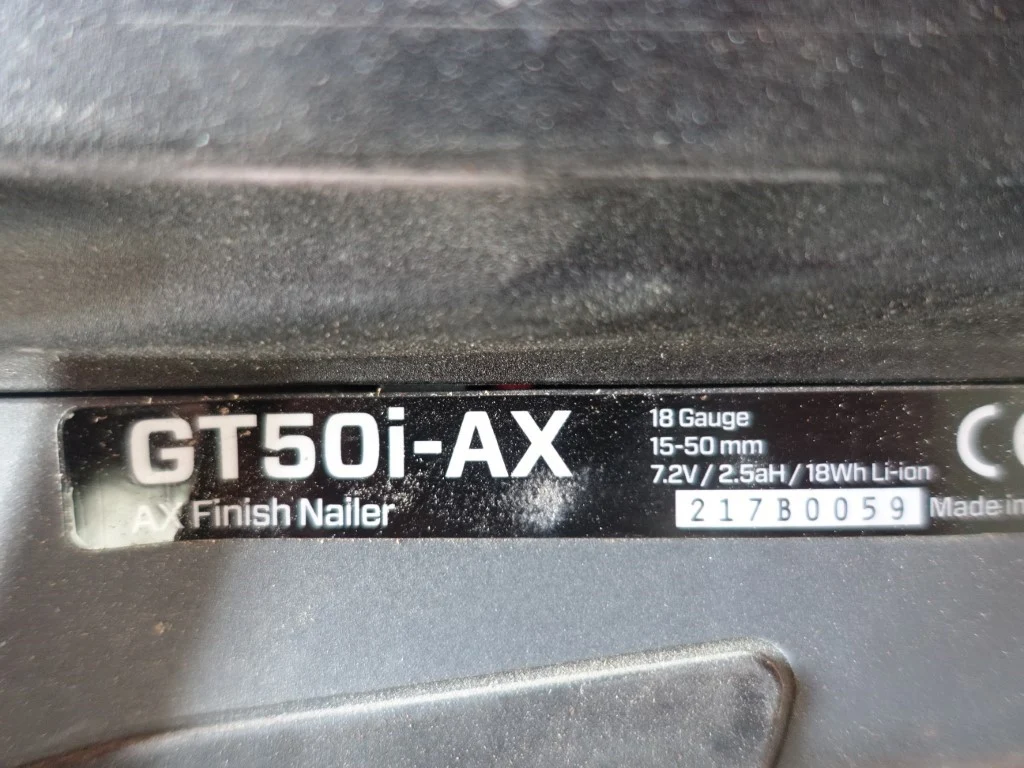 GT50i-AX
AX Finish Nailer
18 Gauge
15-50 mm
7.2V / 2.5aH / 18Wh Li-ion
217B0059
Made in